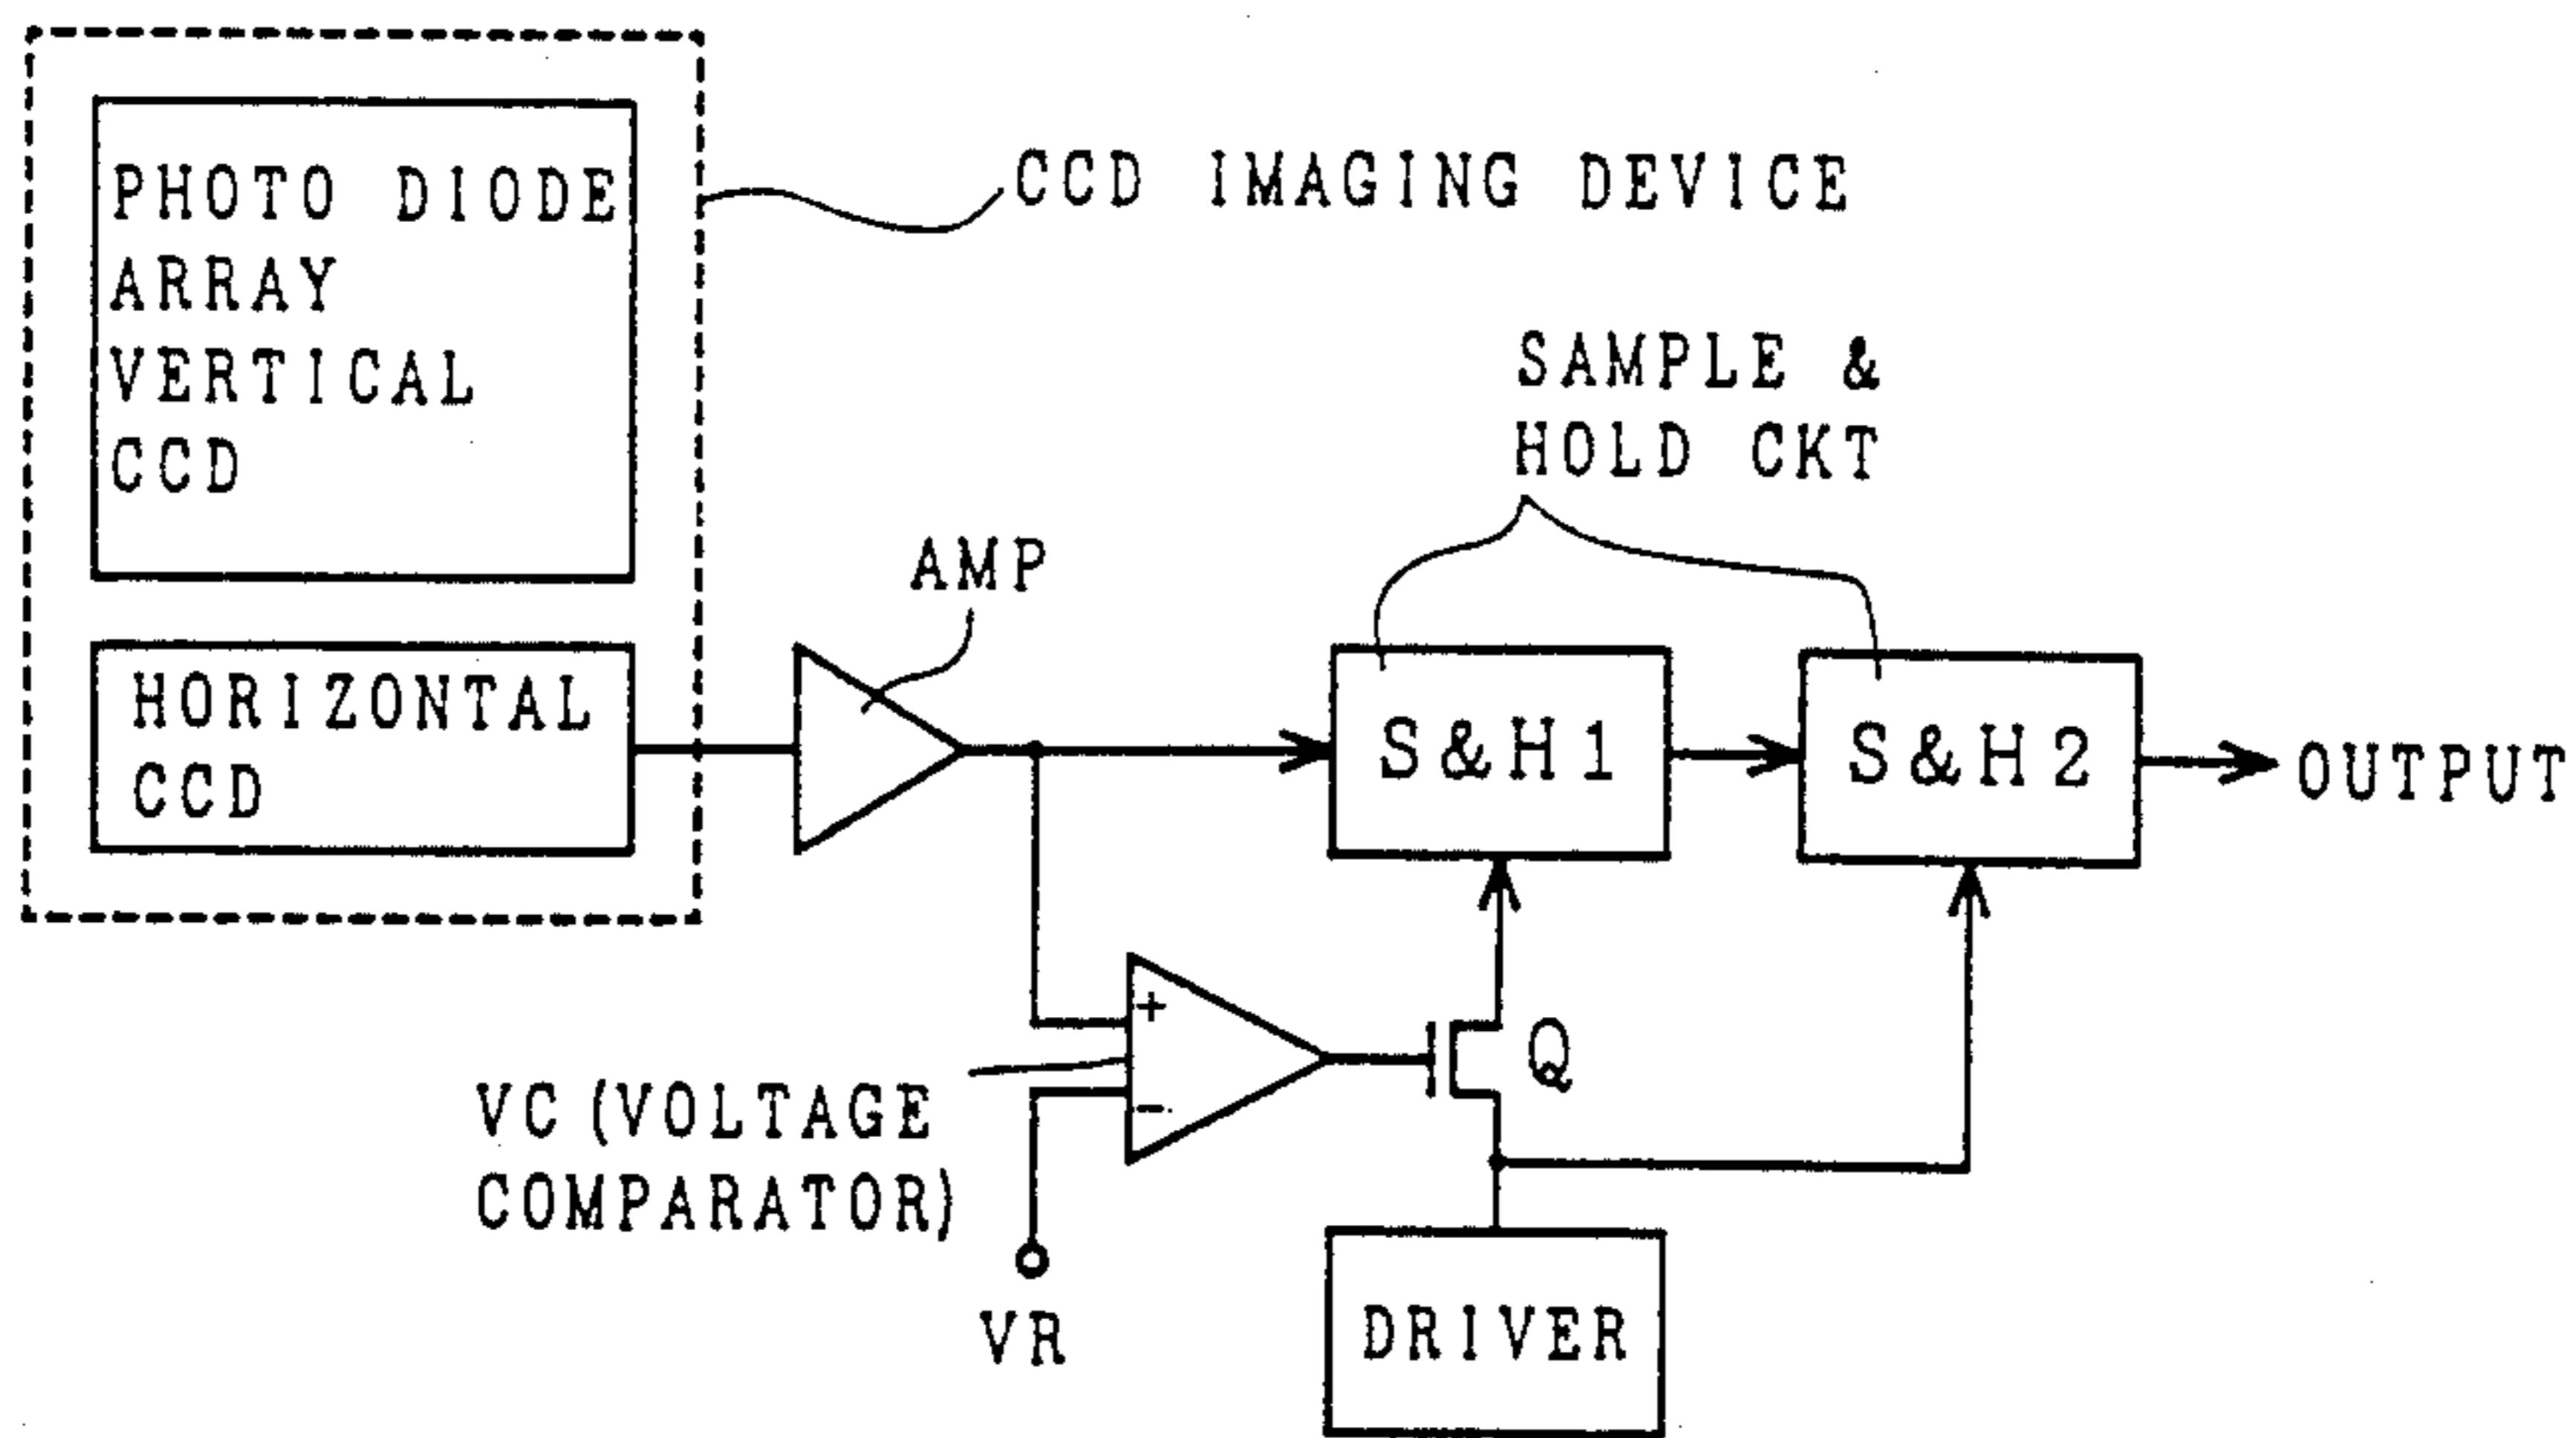 PHOTO DIODE
ARRAY
VERTICAL
CCD
CCD IMAGING DEVICE
SAMPLE &
HOLD CKT
AMP
HORIZONTAL
CCD
S&H1
S&H2
OUTPUT
+
-
Q
VC (VOLTAGE
COMPARATOR)
VR
DRIVER